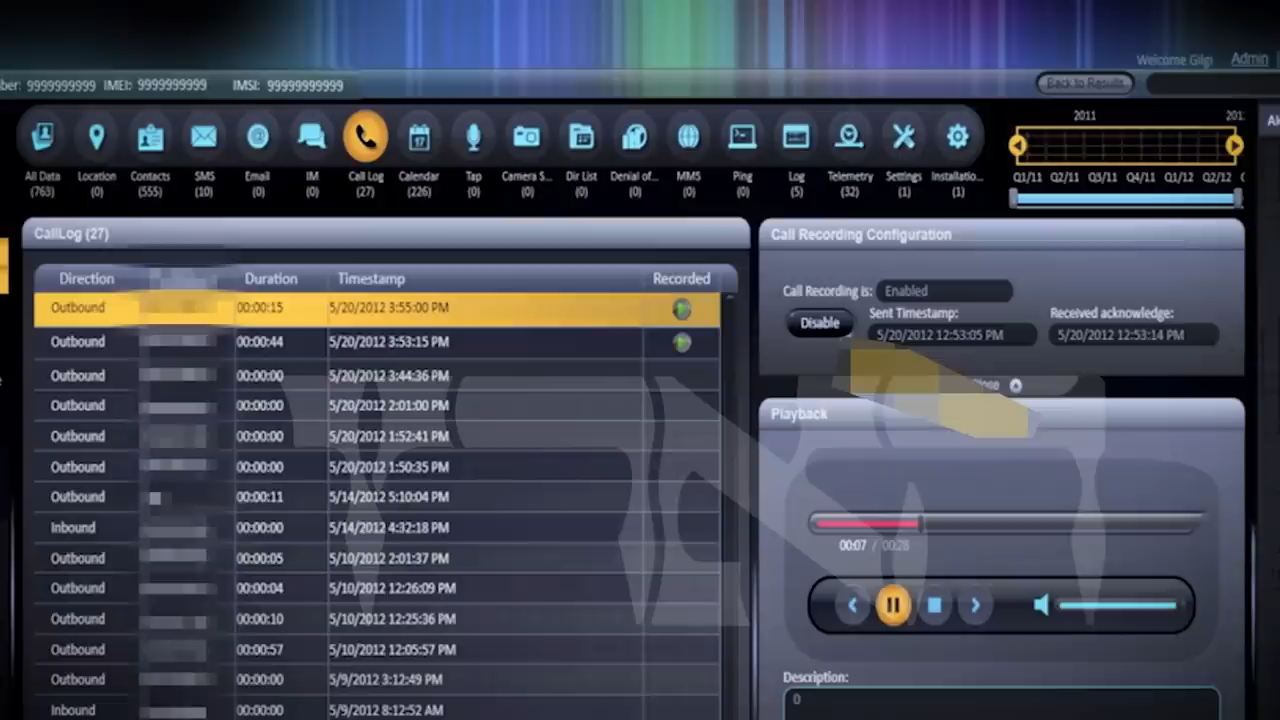 Welcome Gilgi Admin
ber: 9999999999 IMEI: 9999999999 IMSI: 99999999999
Back to Results
2011 201
All Data Location Contacts SMS Email IM Call Log Calendar Tap Camera S... Dir List Denial of... MMS Ping Log Telemetry Settings Installatio...
(763) (0) (555) (10) (0) (0) (27) (226) (0) (0) (0) (0) (0) (0) (5) (32) (1) (1)
Q1/11 Q2/11 Q3/11 Q4/11 Q1/12 Q2/12
CallLog (27)
Direction Duration Timestamp Recorded
Outbound 00:00:15 5/20/2012 3:55:00 PM
Outbound 00:00:44 5/20/2012 3:53:15 PM
Outbound 00:00:00 5/20/2012 3:44:36 PM
Outbound 00:00:00 5/20/2012 2:01:00 PM
Outbound 00:00:00 5/20/2012 1:52:41 PM
Outbound 00:00:00 5/20/2012 1:50:35 PM
Outbound 00:00:11 5/14/2012 5:10:04 PM
Inbound 00:00:00 5/14/2012 4:32:18 PM
Outbound 00:00:05 5/10/2012 2:01:37 PM
Outbound 00:00:04 5/10/2012 12:26:09 PM
Outbound 00:00:10 5/10/2012 12:25:36 PM
Outbound 00:00:57 5/10/2012 12:05:57 PM
Outbound 00:00:00 5/9/2012 3:12:49 PM
Inbound 00:00:00 5/9/2012 8:12:52 AM
Call Recording Configuration
Call Recording is: Enabled
Disable
Sent Timestamp: Received acknowledge:
5/20/2012 12:53:05 PM 5/20/2012 12:53:14 PM
Playback
00:07 / 00:28
Description:
0